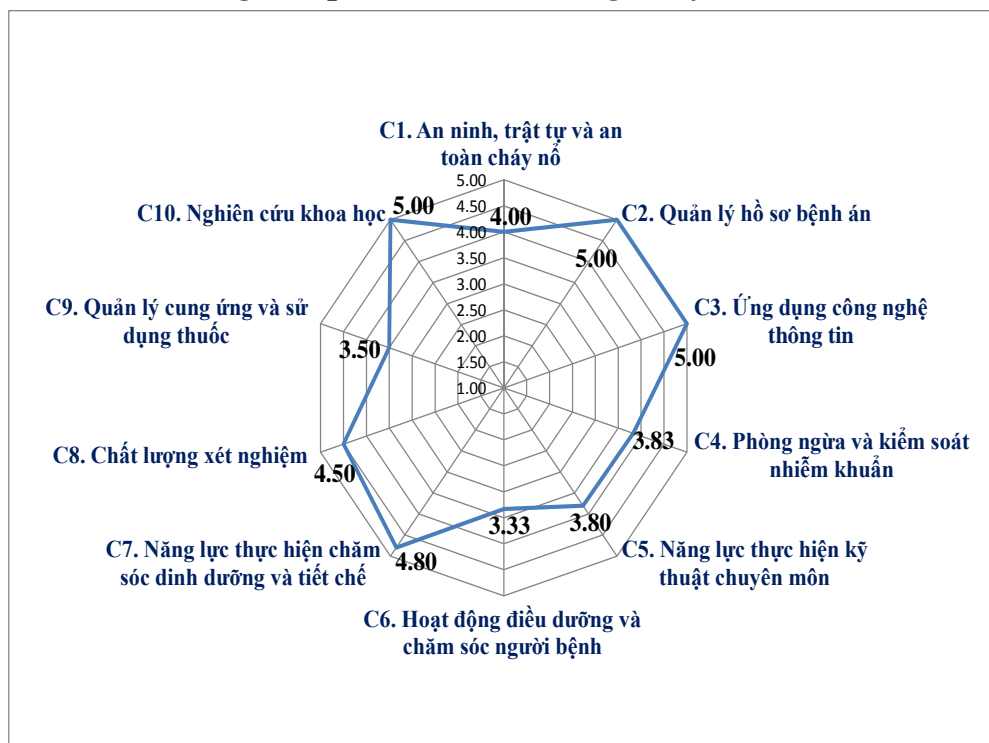 C1. An ninh, trật tự và an
toàn cháy nổ
5.00
4.50
4.00
3.50
3.00
2.50
2.00
1.50
1.00
4.00
C2. Quản lý hồ sơ bệnh án
5.00
C3. Ứng dụng công nghệ
thông tin
5.00
C4. Phòng ngừa và kiểm soát
nhiễm khuẩn
3.83
C5. Năng lực thực hiện kỹ
thuật chuyên môn
3.80
C6. Hoạt động điều dưỡng và
chăm sóc người bệnh
3.33
C7. Năng lực thực hiện chăm
sóc dinh dưỡng và tiết chế
4.80
C8. Chất lượng xét nghiệm
4.50
C9. Quản lý cung ứng và sử
dụng thuốc
3.50
C10. Nghiên cứu khoa học
5.00